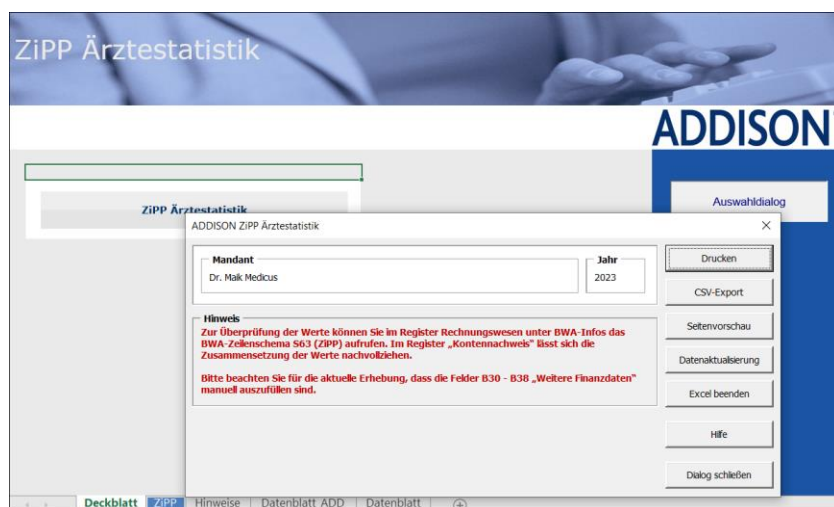 ZiPP Ärztestatistik
ADDISON
ZiPP Ärztestatistik
Auswahldialog
ADDISON ZiPP Ärztestatistik
Mandant
Dr. Maik Medicus
Jahr
2023
Hinweis
Zur Überprüfung der Werte können Sie im Register Rechnungswesen unter BWA-Infos das
BWA-Zeilenschema S63 (ZiPP) aufrufen. Im Register „Kontennachweis" lässt sich die
Zusammensetzung der Werte nachvollziehen.
Bitte beachten Sie für die aktuelle Erhebung, dass die Felder B30 - B38 „Weitere Finanzdaten"
manuell auszufüllen sind.
Drucken
CSV-Export
Seitenvorschau
Datenaktualisierung
Excel beenden
Hilfe
Dialog schließen
Deckblatt ZiPP Hinweise Datenblatt ADD Datenblatt